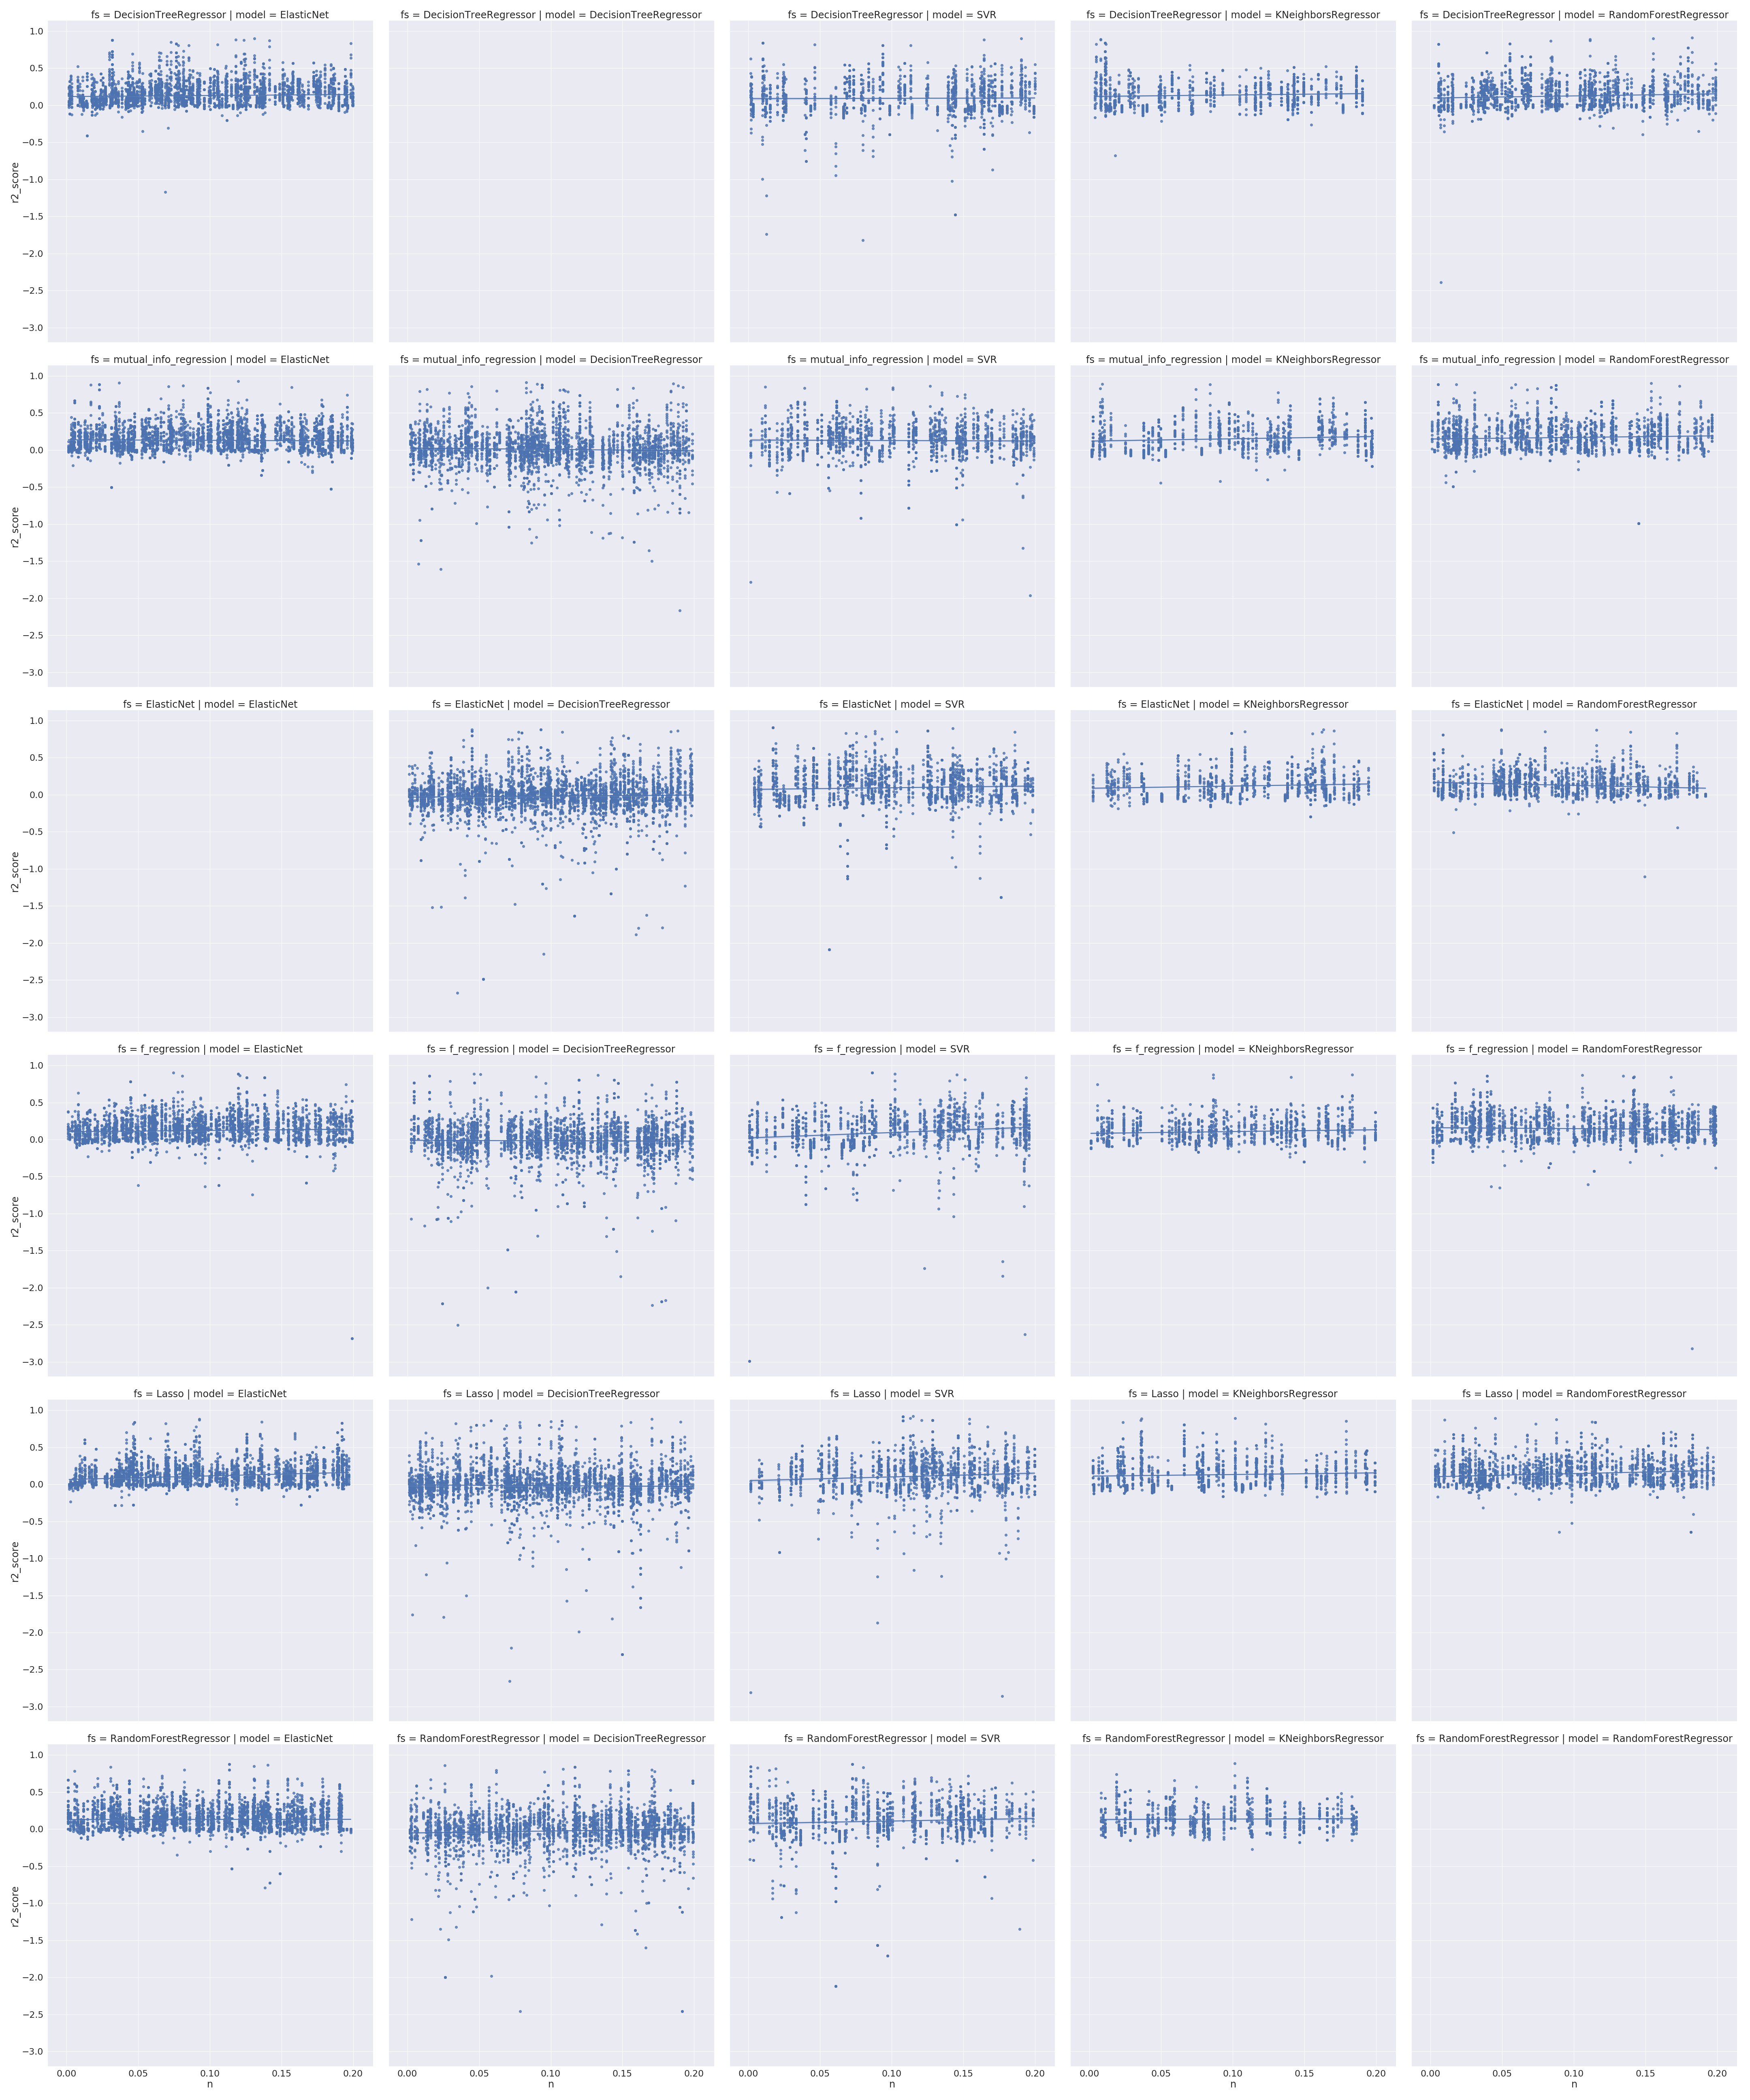 fs = DecisionTreeRegressor | model = ElasticNet
fs = DecisionTreeRegressor | model = DecisionTreeRegressor
fs = DecisionTreeRegressor | model = SVR
fs = DecisionTreeRegressor | model = KNeighborsRegressor
fs = DecisionTreeRegressor | model = RandomForestRegressor
1.0
0.5
0.0
−0.5
−1.0
−1.5
−2.0
−2.5
−3.0
r2_score
fs = mutual_info_regression | model = ElasticNet
fs = mutual_info_regression | model = DecisionTreeRegressor
fs = mutual_info_regression | model = SVR
fs = mutual_info_regression | model = KNeighborsRegressor
fs = mutual_info_regression | model = RandomForestRegressor
1.0
0.5
0.0
−0.5
−1.0
−1.5
−2.0
−2.5
−3.0
r2_score
fs = ElasticNet | model = ElasticNet
fs = ElasticNet | model = DecisionTreeRegressor
fs = ElasticNet | model = SVR
fs = ElasticNet | model = KNeighborsRegressor
fs = ElasticNet | model = RandomForestRegressor
1.0
0.5
0.0
−0.5
−1.0
−1.5
−2.0
−2.5
−3.0
r2_score
fs = f_regression | model = ElasticNet
fs = f_regression | model = DecisionTreeRegressor
fs = f_regression | model = SVR
fs = f_regression | model = KNeighborsRegressor
fs = f_regression | model = RandomForestRegressor
1.0
0.5
0.0
−0.5
−1.0
−1.5
−2.0
−2.5
−3.0
r2_score
fs = Lasso | model = ElasticNet
fs = Lasso | model = DecisionTreeRegressor
fs = Lasso | model = SVR
fs = Lasso | model = KNeighborsRegressor
fs = Lasso | model = RandomForestRegressor
1.0
0.5
0.0
−0.5
−1.0
−1.5
−2.0
−2.5
−3.0
r2_score
fs = RandomForestRegressor | model = ElasticNet
fs = RandomForestRegressor | model = DecisionTreeRegressor
fs = RandomForestRegressor | model = SVR
fs = RandomForestRegressor | model = KNeighborsRegressor
fs = RandomForestRegressor | model = RandomForestRegressor
1.0
0.5
0.0
−0.5
−1.0
−1.5
−2.0
−2.5
−3.0
r2_score
0.00 0.05 0.10 0.15 0.20
n
0.00 0.05 0.10 0.15 0.20
n
0.00 0.05 0.10 0.15 0.20
n
0.00 0.05 0.10 0.15 0.20
n
0.00 0.05 0.10 0.15 0.20
n